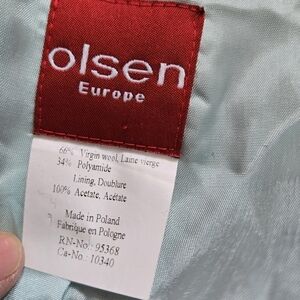 olsen
Europe
66% Virgin wool, Laine vierge
34% Polyamide
Lining, Doublure
100% Acetate, Acétate
Made in Poland
Fabriqué en Pologne
RN-No: 95368
Ca-No: 10340